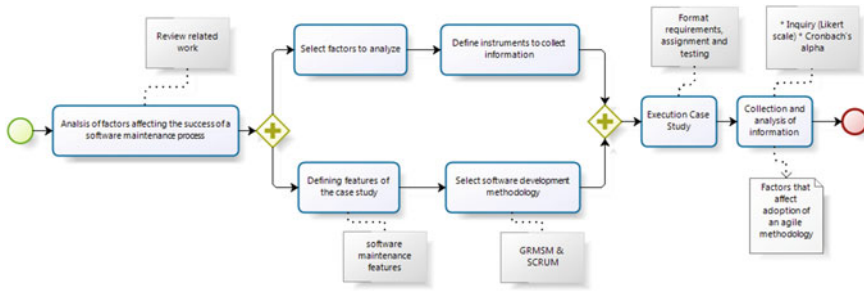 Review related
work
Analsis of factors affecting the success of a
software maintenance process
Select factors to analyze
Define instruments to collect
information
Defining features of
the case study
software
maintenance
features
Select software development
methodology
GRMSM &
SCRUM
Format
requirements,
assignment and
testing
Execution Case
Study
* Inquiry (Likert
scale) * Cronbach's
alpha
Collection and
analysis of
information
Factors that
affect
adoption of
an agile
methodology